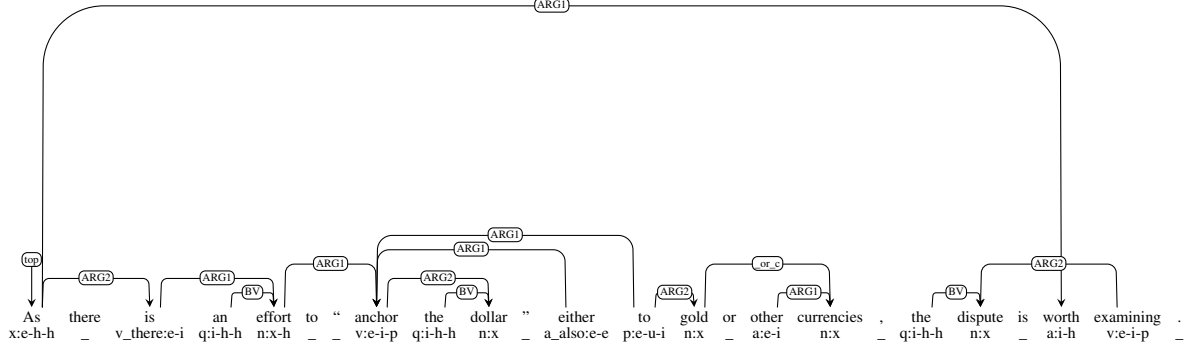 ARG1
ARG1
top ARG1 ARG1 _or_c ARG2
ARG2 ARG1 ARG2
BV BV ARG2 ARG1 BV
As there is an effort to “ anchor the dollar ” either to gold or other currencies , the dispute is worth examining .
x:e-h-h _ v_there:e-i q:i-h-h n:x-h _ _ v:e-i-p q:i-h-h n:x _ a_also:e-e p:e-u-i n:x _ a:e-i n:x _ q:i-h-h n:x _ a:i-h v:e-i-p _